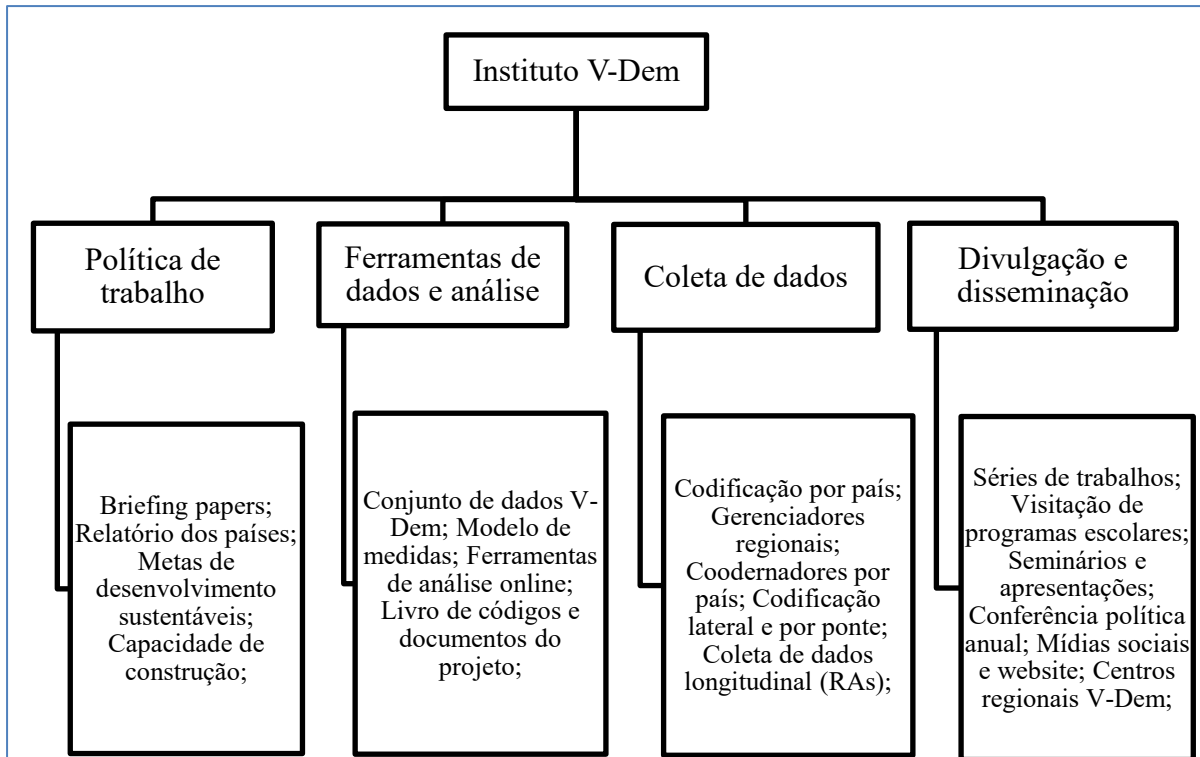 Instituto V-Dem
Política de
trabalho
Ferramentas de
dados e análise
Coleta de dados
Divulgação e
disseminação
Briefing papers;
Relatório dos países;
Metas de
desenvolvimento
sustentáveis;
Capacidade de
construção;
Conjunto de dados V-
Dem; Modelo de
medidas; Ferramentas
de análise online;
Livro de códigos e
documentos do
projeto;
Codificação por país;
Gerenciadores
regionais;
Coodernadores por
país; Codificação
lateral e por ponte;
Coleta de dados
longitudinal (RAs);
Séries de trabalhos;
Visitação de
programas escolares;
Seminários e
apresentações;
Conferência política
anual; Mídias sociais
e website; Centros
regionais V-Dem;